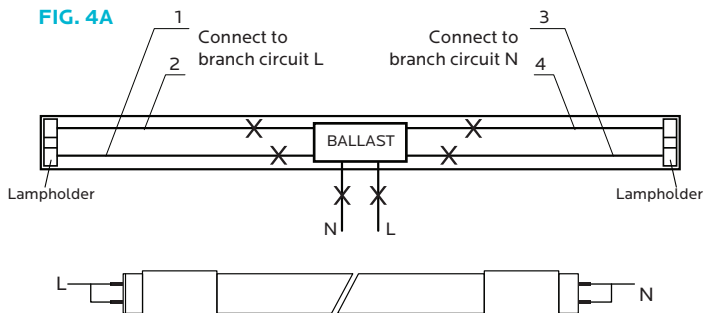 FIG. 4A
1
3
Connect to
branch circuit L
Connect to
branch circuit N
2
4
BALLAST
Lampholder
Lampholder
N
L
L
N